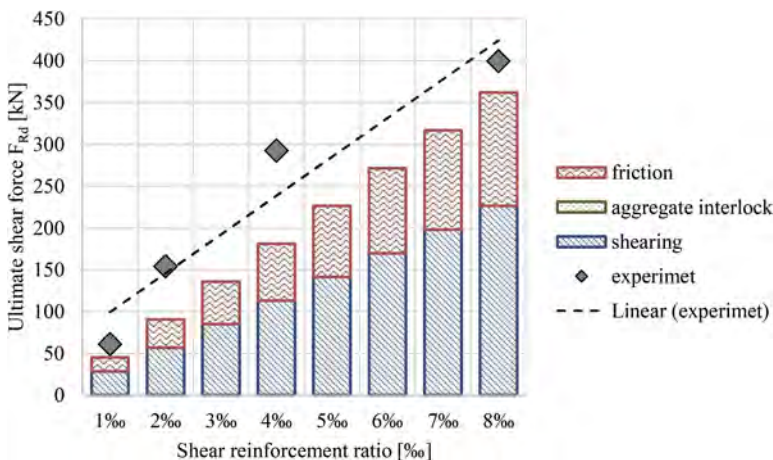 450
400
350
300
250
200
150
100
50
0
Ultimate shear force F_Rd [kN]
1‰ 2‰ 3‰ 4‰ 5‰ 6‰ 7‰ 8‰
Shear reinforcement ratio [‰]
friction
aggregate interlock
shearing
experimet
Linear (experimet)